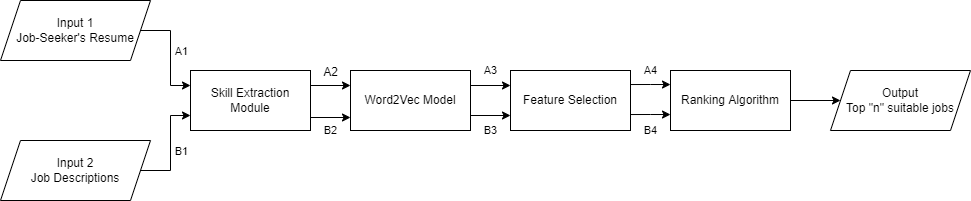 Input 1
Job-Seeker's Resume
A1
Input 2
Job Descriptions
B1
Skill Extraction
Module
A2
B2
Word2Vec Model
A3
B3
Feature Selection
A4
B4
Ranking Algorithm
Output
Top "n" suitable jobs